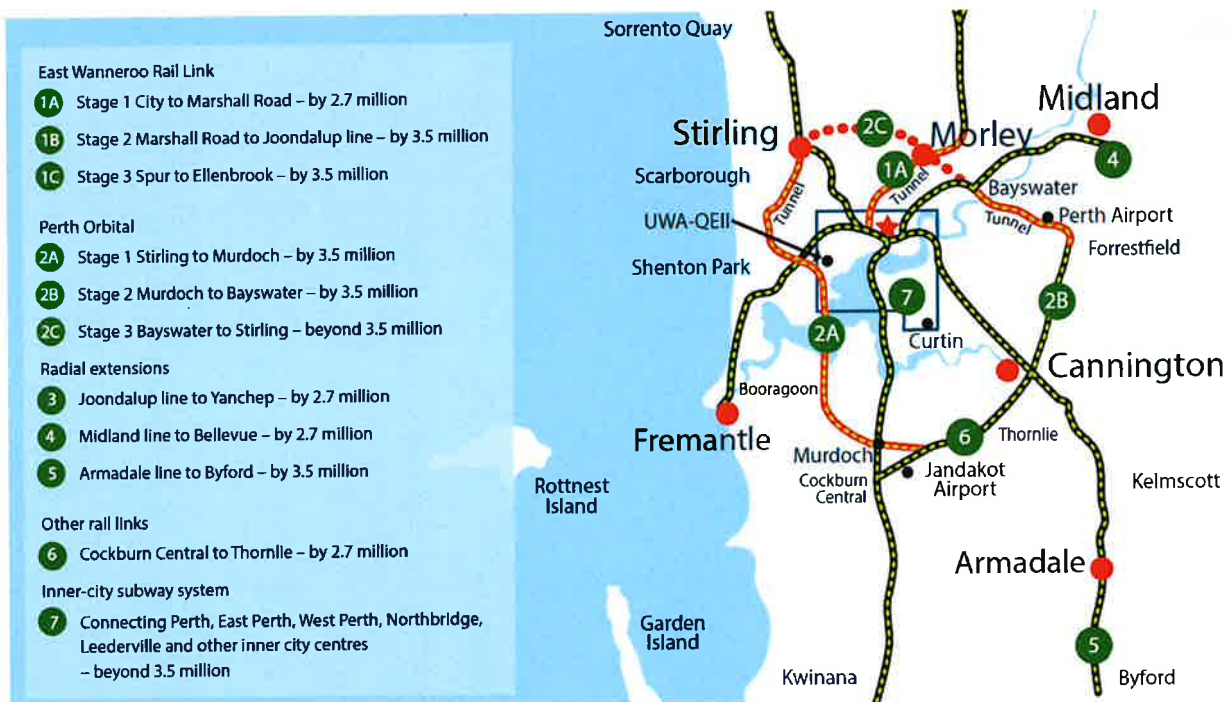 East Wanneroo Rail Link
1A Stage 1 City to Marshall Road – by 2.7 million
1B Stage 2 Marshall Road to Joondalup line – by 3.5 million
1C Stage 3 Spur to Ellenbrook – by 3.5 million
Perth Orbital
2A Stage 1 Stirling to Murdoch – by 3.5 million
2B Stage 2 Murdoch to Bayswater – by 3.5 million
2C Stage 3 Bayswater to Stirling – beyond 3.5 million
Radial extensions
3 Joondalup line to Yanchep – by 2.7 million
4 Midland line to Bellevue – by 2.7 million
5 Armadale line to Byford – by 3.5 million
Other rail links
6 Cockburn Central to Thornlie – by 2.7 million
Inner-city subway system
7 Connecting Perth, East Perth, West Perth, Northbridge,
Leederville and other inner city centres
– beyond 3.5 million
Sorrento Quay
Midland
Stirling
2C
Morley
4
1A
Scarborough
Tunnel
Tunnel
Bayswater
UWA-QEII
Tunnel
Perth Airport
Forrestfield
Shenton Park
7
2B
2A
Curtin
Cannington
Booragoon
Fremantle
6
Thornlie
Murdoch
Cockburn
Central
Jandakot
Airport
Kelmscott
Rottnest
Island
Armadale
Garden
Island
5
Kwinana
Byford